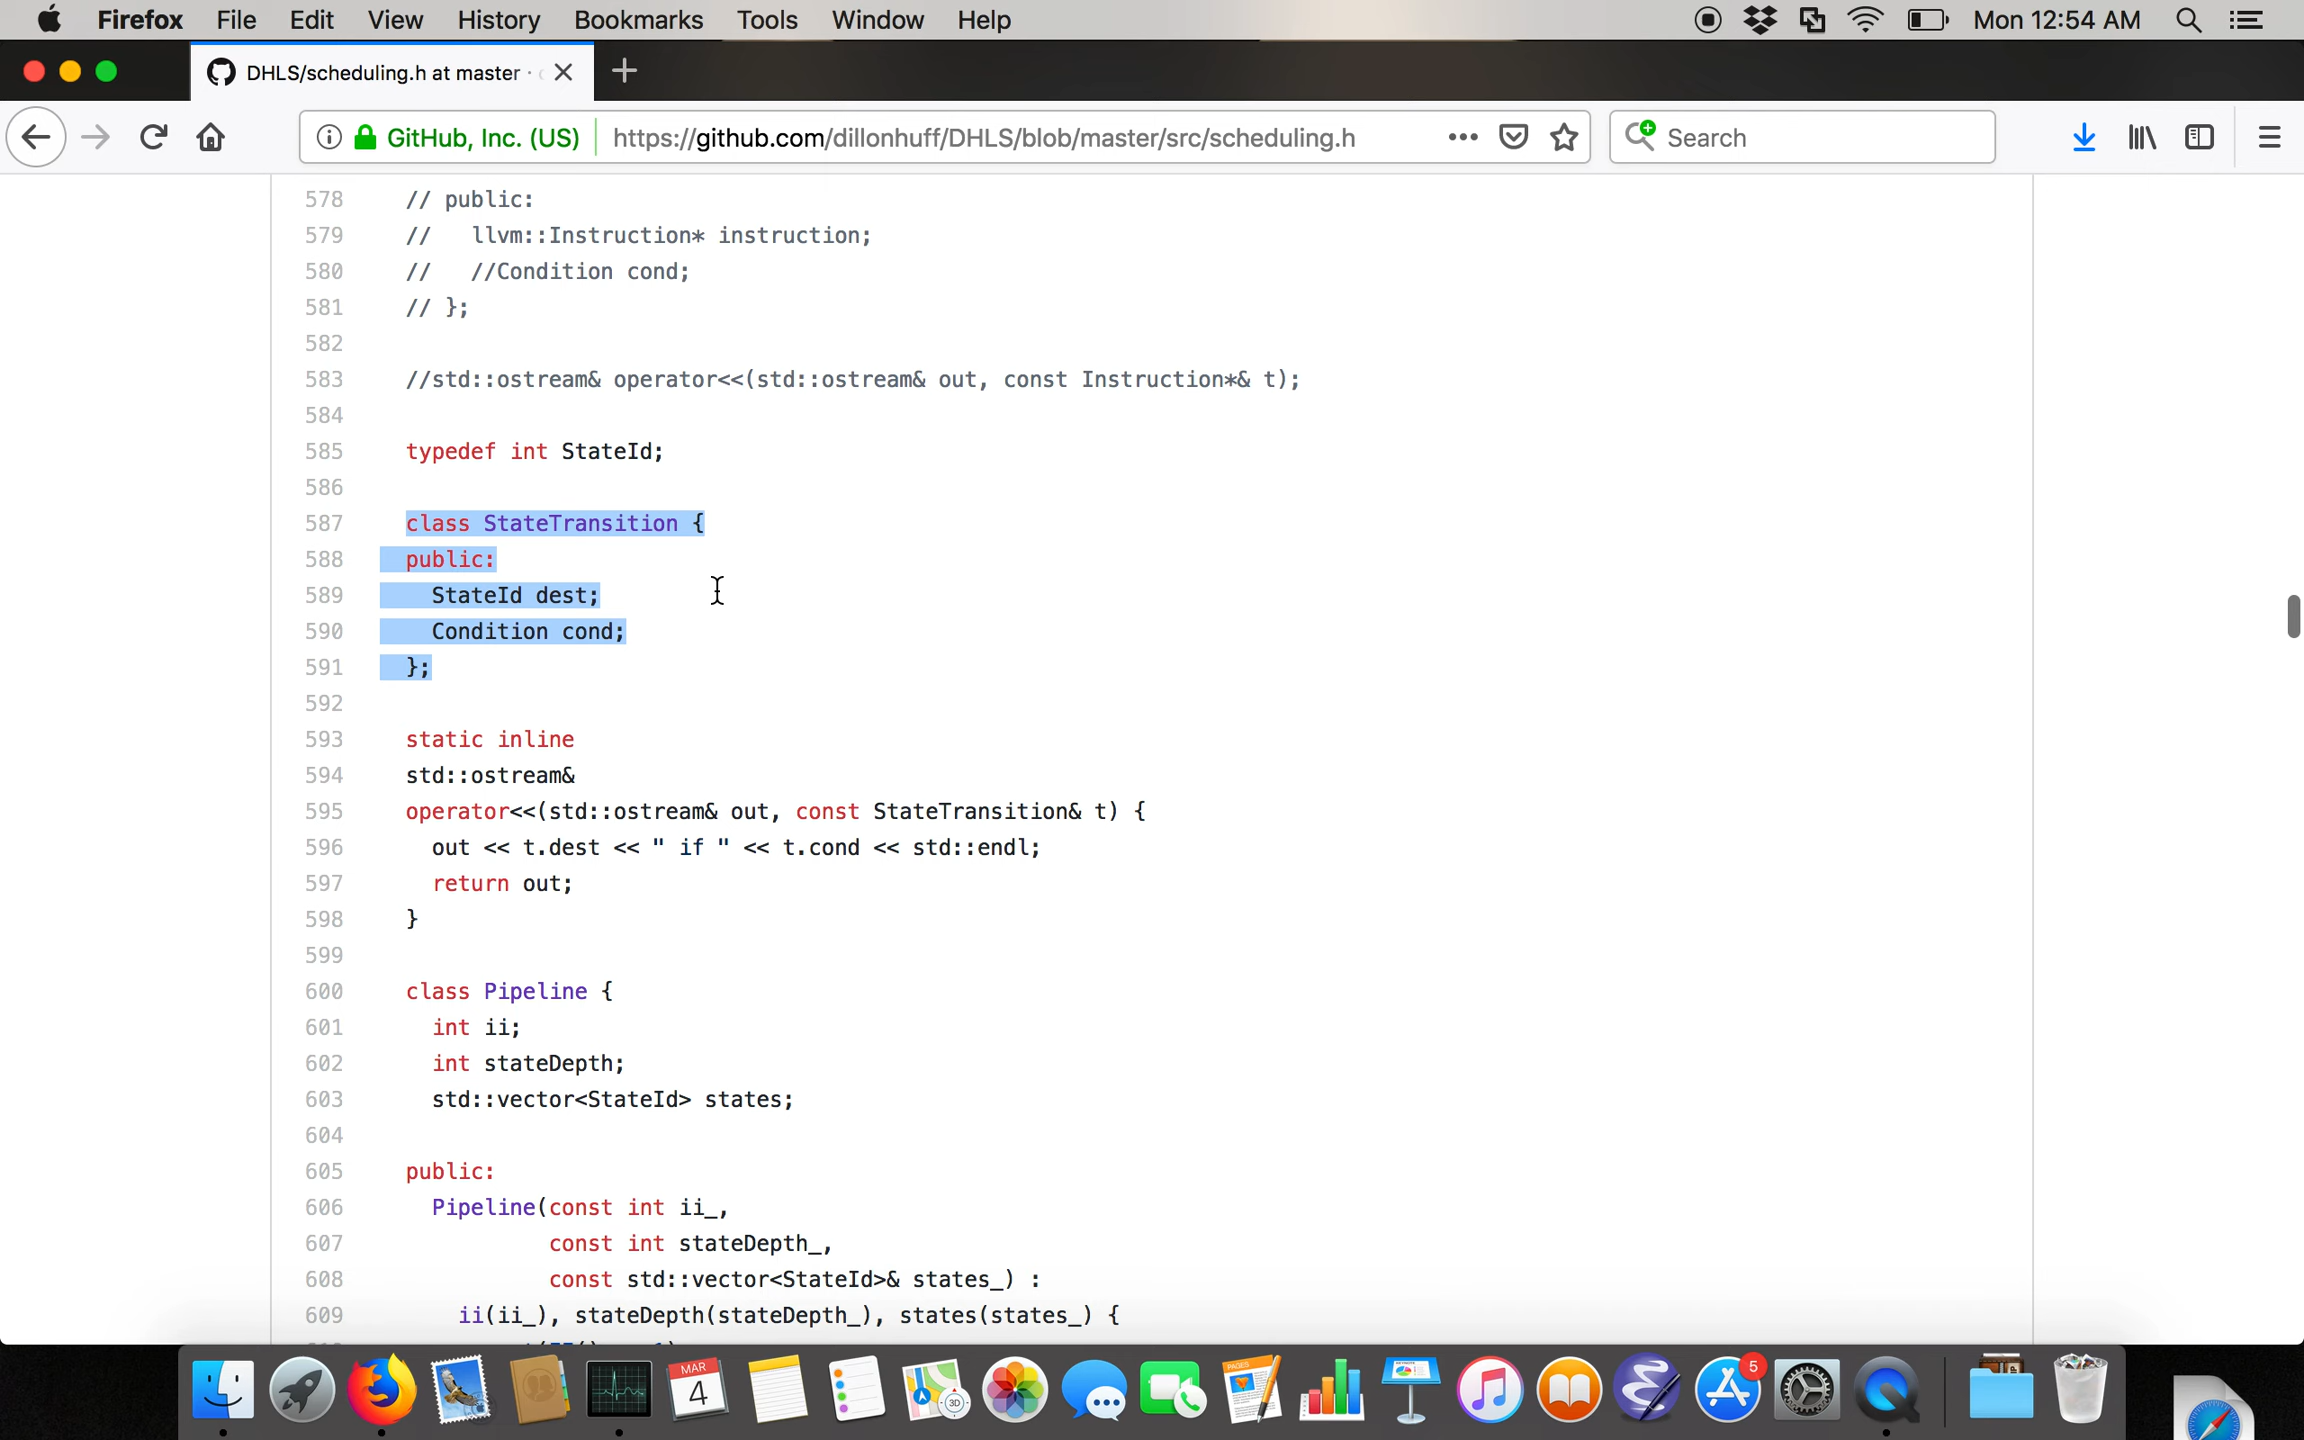 Firefox File Edit View History Bookmarks Tools Window Help Mon 12:54 AM
DHLS/scheduling.h at master ·
GitHub, Inc. (US) https://github.com/dillonhuff/DHLS/blob/master/src/scheduling.h Search
578 // public:
579 //   llvm::Instruction* instruction;
580 //   //Condition cond;
581 // };
582
583 //std::ostream& operator<<(std::ostream& out, const Instruction*& t);
584
585 typedef int StateId;
586
587 class StateTransition {
588 public:
589   StateId dest;
590   Condition cond;
591 };
592
593 static inline
594 std::ostream&
595 operator<<(std::ostream& out, const StateTransition& t) {
596   out << t.dest << " if " << t.cond << std::endl;
597   return out;
598 }
599
600 class Pipeline {
601   int ii;
602   int stateDepth;
603   std::vector<StateId> states;
604
605 public:
606   Pipeline(const int ii_,
607            const int stateDepth_,
608            const std::vector<StateId>& states_) :
609     ii(ii_), stateDepth(stateDepth_), states(states_) {
MAR
4
3D
PAGES
5